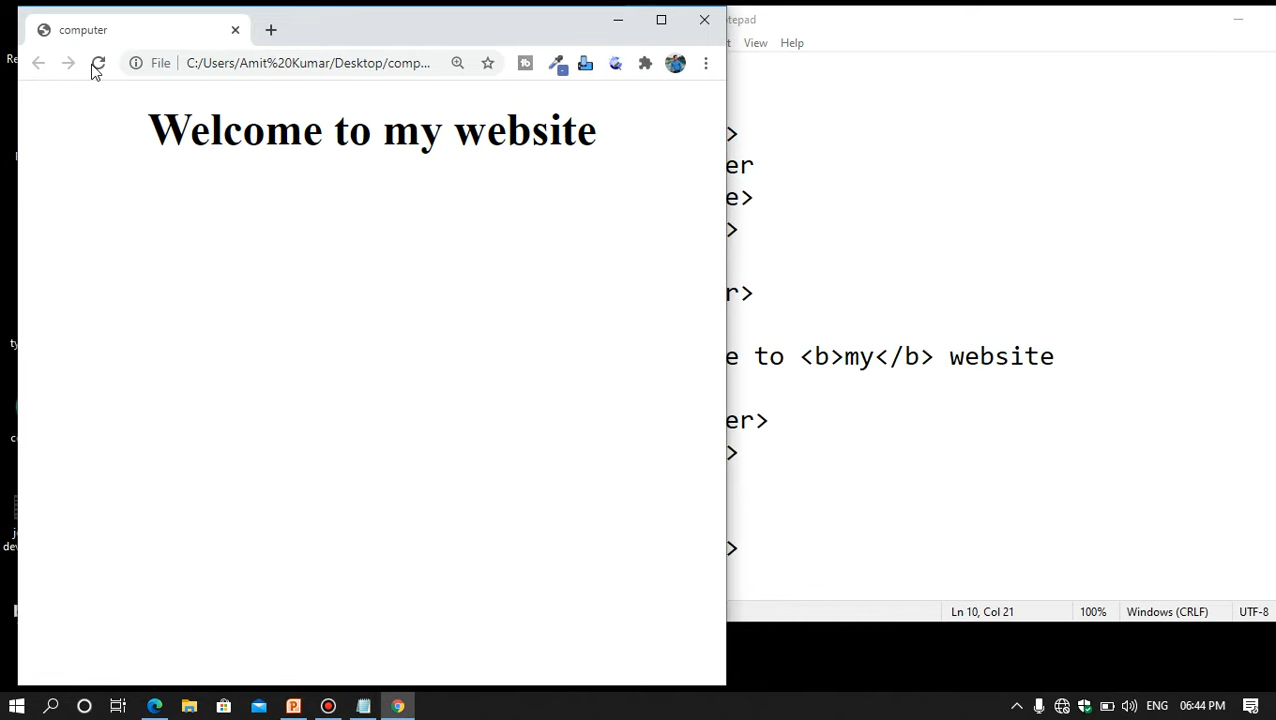 computer
File
C:/Users/Amit%20Kumar/Desktop/comp...
Welcome to my website
View Help
>
er
e>
>
r>
e to <b>my</b> website
er>
>
>
Ln 10, Col 21
100%
Windows (CRLF)
UTF-8
ENG
06:44 PM